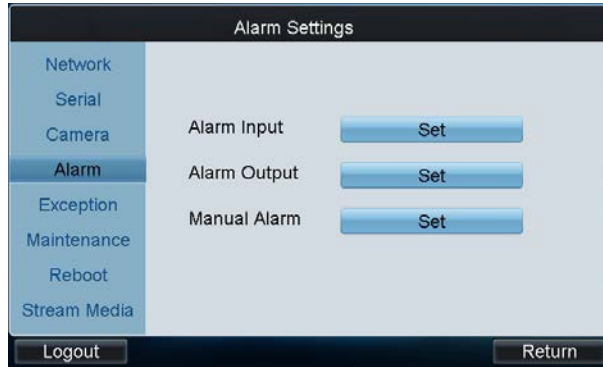 Alarm Settings
Network
Serial
Camera
Alarm
Exception
Maintenance
Reboot
Stream Media
Alarm Input Set
Alarm Output Set
Manual Alarm Set
Logout Return